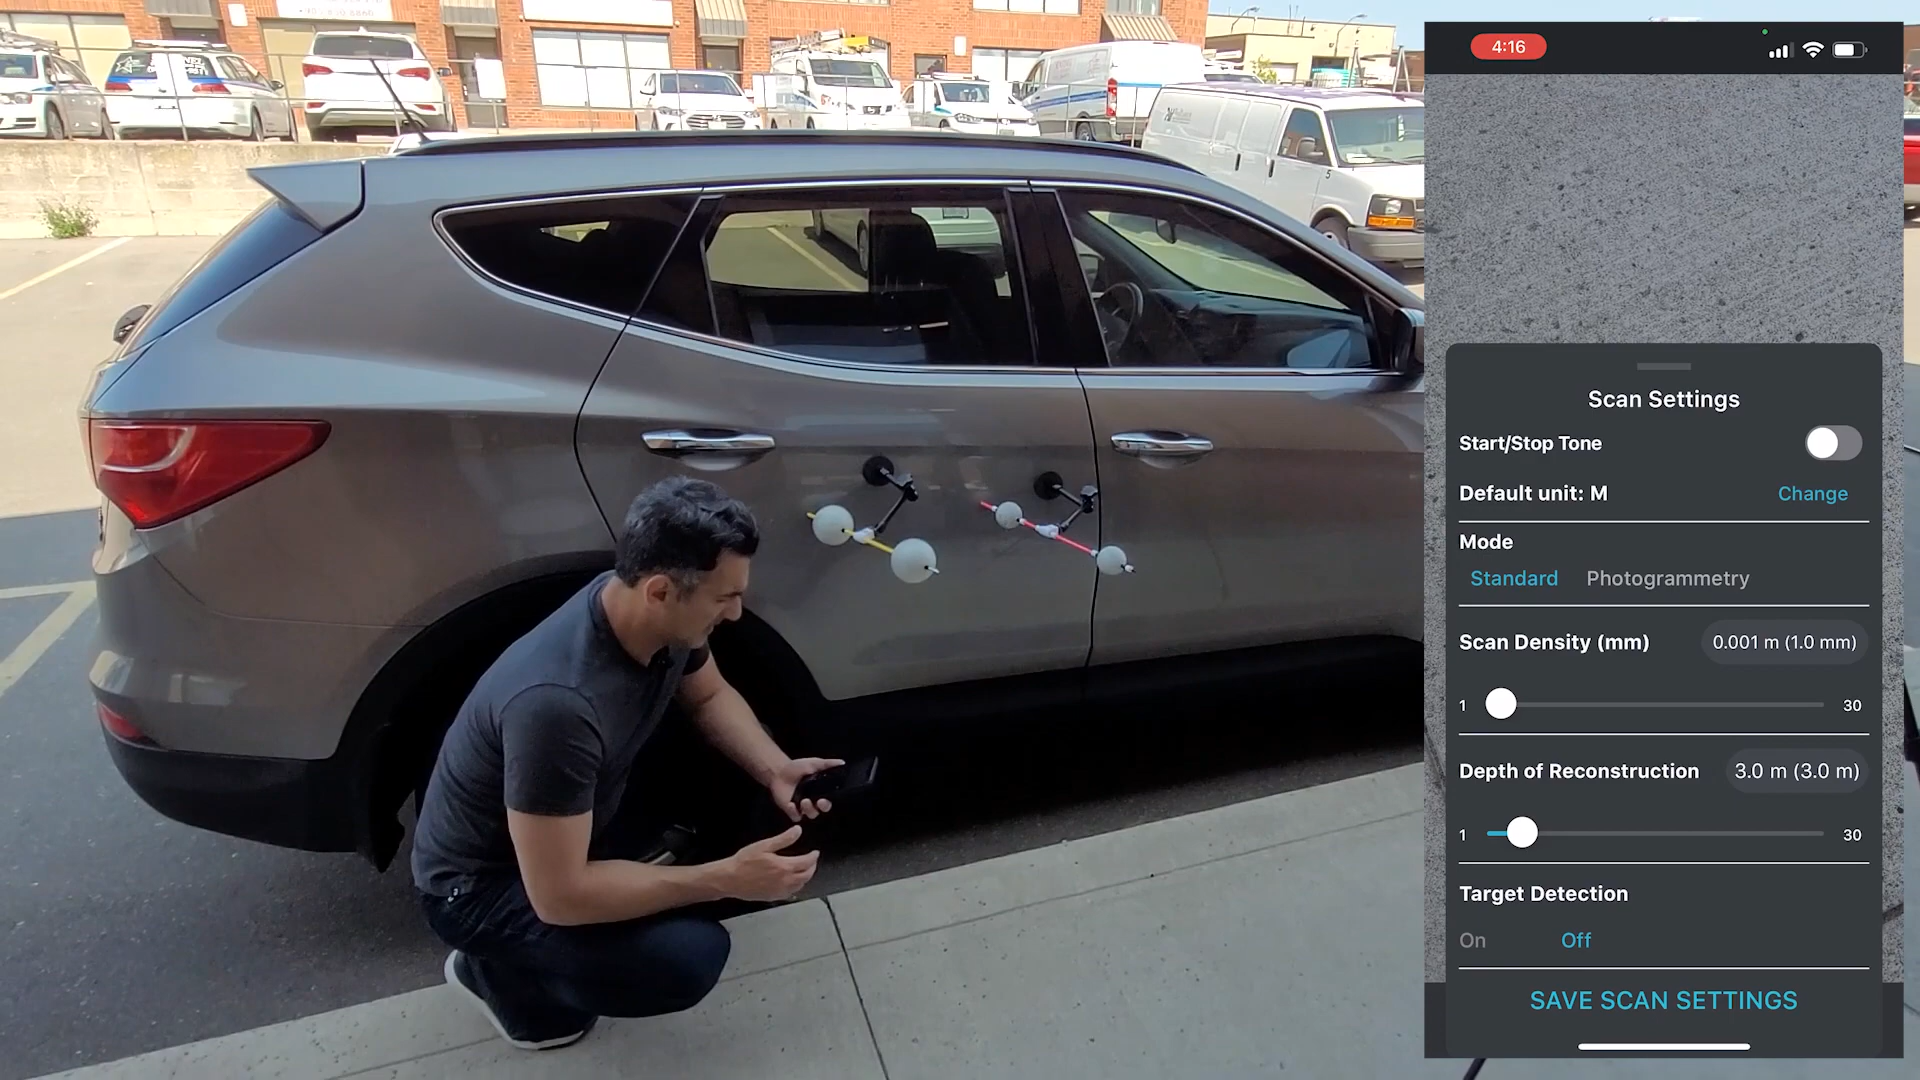 4:16
Scan Settings
Start/Stop Tone
Default unit: M
Change
Mode
Standard
Photogrammetry
Scan Density (mm)
0.001 m (1.0 mm)
1
30
Depth of Reconstruction
3.0 m (3.0 m)
1
30
Target Detection
On
Off
SAVE SCAN SETTINGS
5